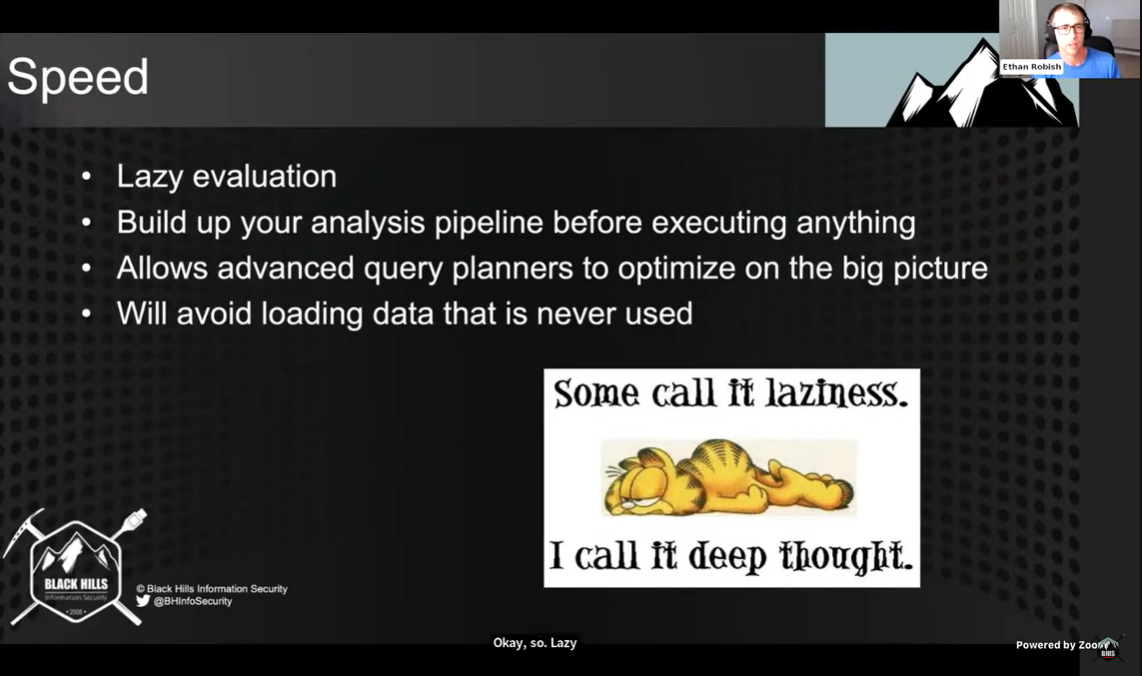 Ethan Robish
Speed
• Lazy evaluation
• Build up your analysis pipeline before executing anything
• Allows advanced query planners to optimize on the big picture
• Will avoid loading data that is never used
Some call it laziness.
I call it deep thought.
BLACK HILLS
Information Security
• 2008 •
© Black Hills Information Security
@BHInfoSecurity
Okay, so. Lazy
Powered by Zoom
BHIS